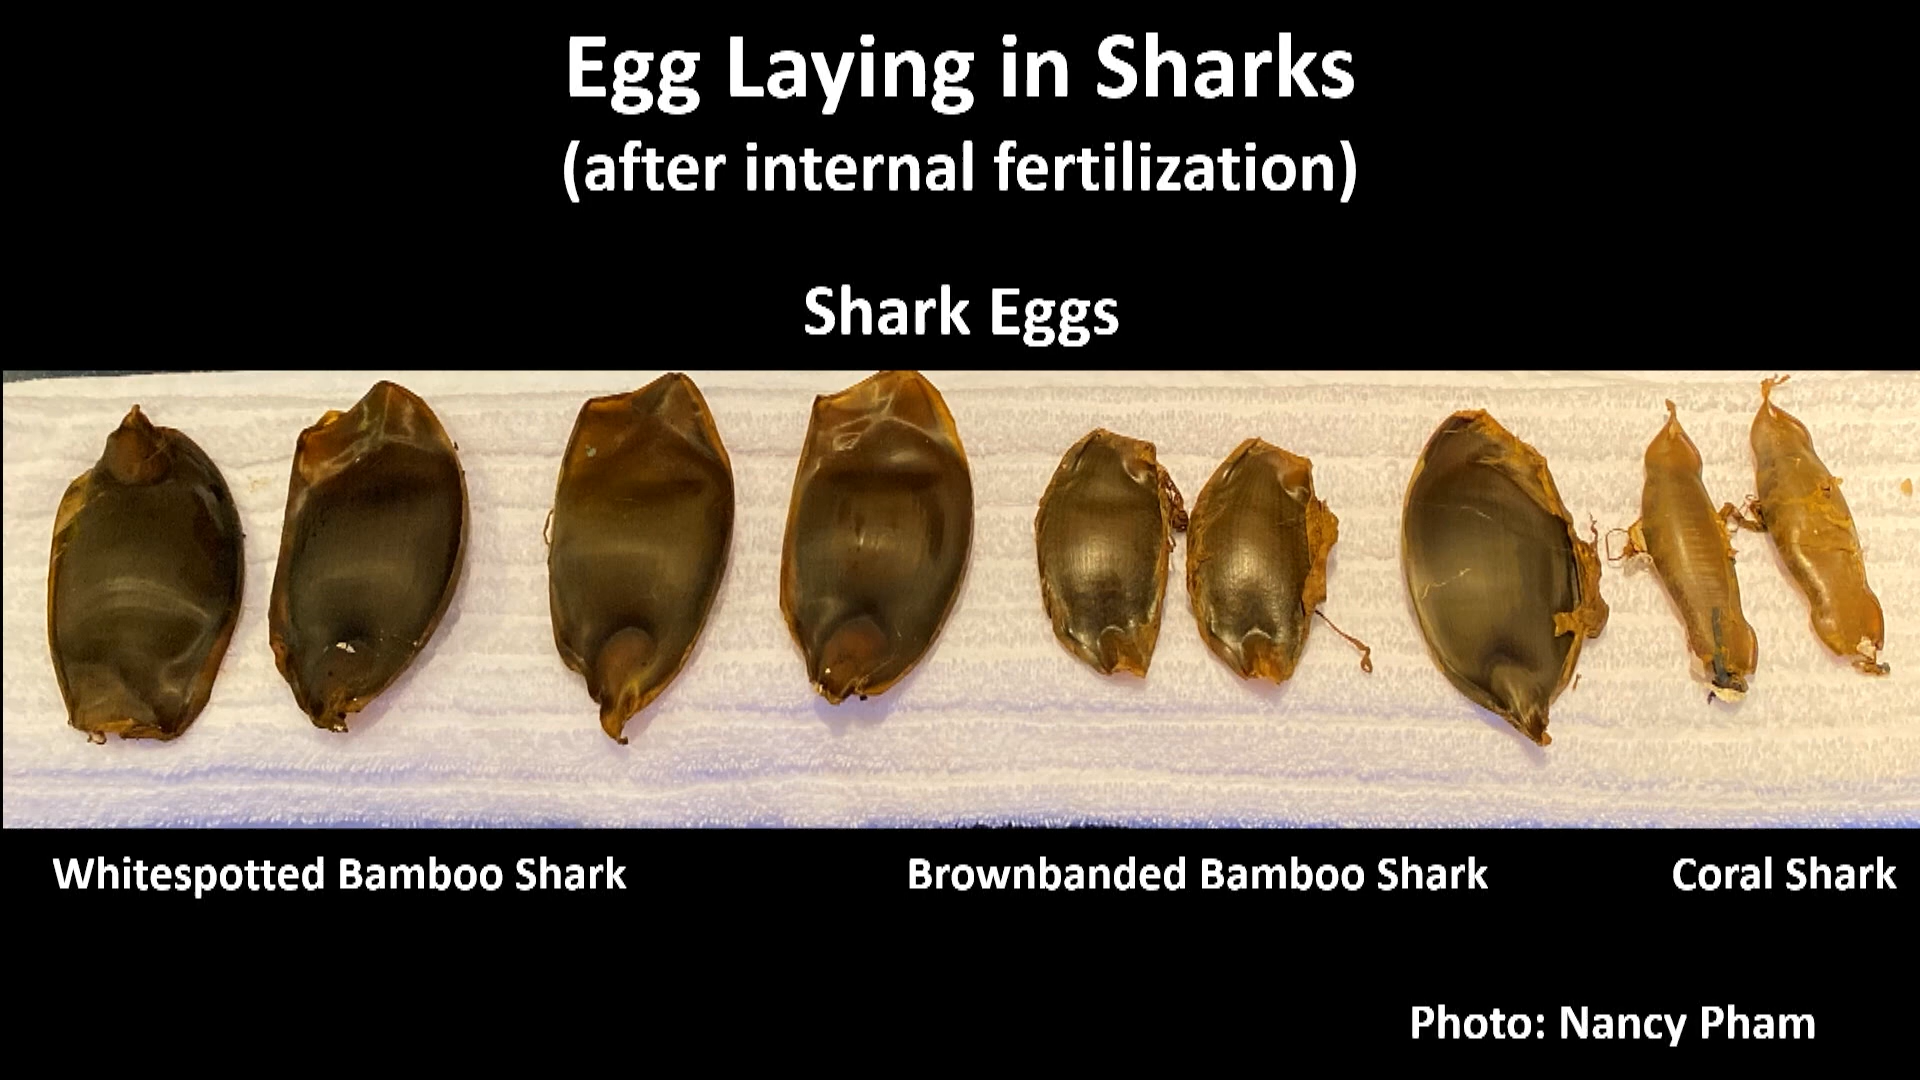 Egg Laying in Sharks
(after internal fertilization)
Shark Eggs
Whitespotted Bamboo Shark
Brownbanded Bamboo Shark
Coral Shark
Photo: Nancy Pham